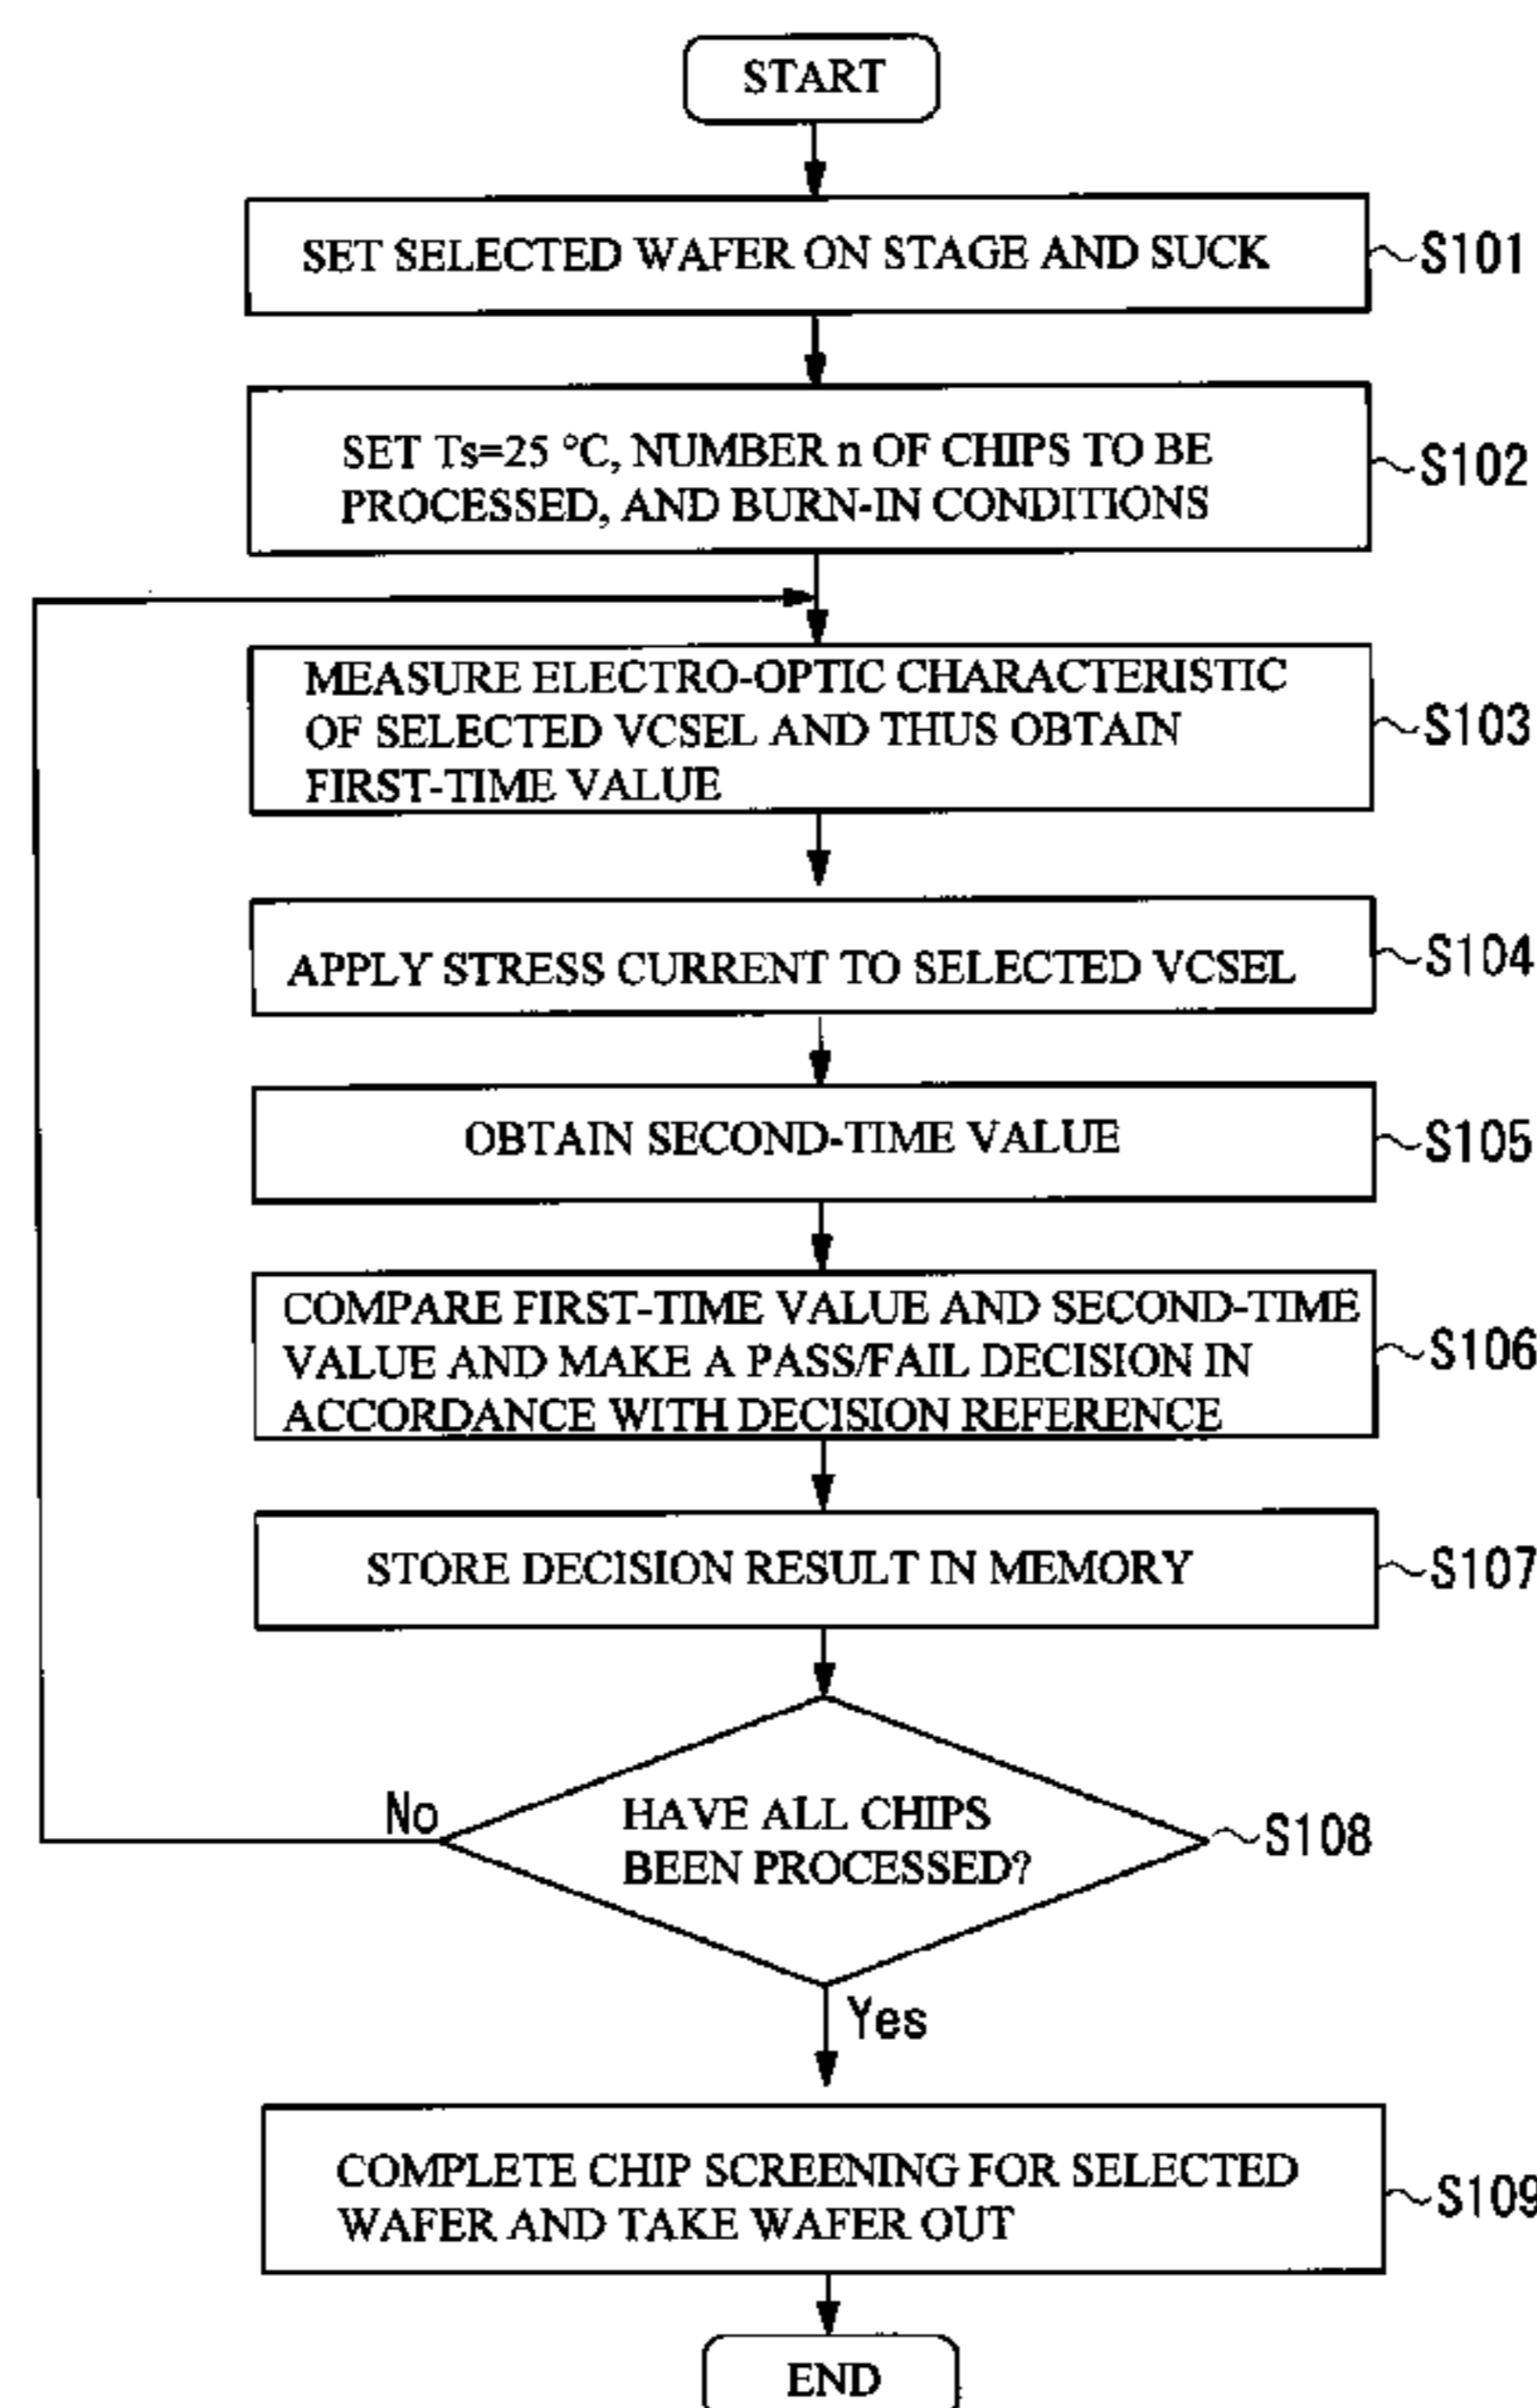 START
SET SELECTED WAFER ON STAGE AND SUCK
S101
SET Ts=25 °C, NUMBER n OF CHIPS TO BE
PROCESSED, AND BURN-IN CONDITIONS
S102
MEASURE ELECTRO-OPTIC CHARACTERISTIC
OF SELECTED VCSEL AND THUS OBTAIN
FIRST-TIME VALUE
S103
APPLY STRESS CURRENT TO SELECTED VCSEL
S104
OBTAIN SECOND-TIME VALUE
S105
COMPARE FIRST-TIME VALUE AND SECOND-TIME
VALUE AND MAKE A PASS/FAIL DECISION IN
ACCORDANCE WITH DECISION REFERENCE
S106
STORE DECISION RESULT IN MEMORY
S107
No
HAVE ALL CHIPS
BEEN PROCESSED?
S108
Yes
COMPLETE CHIP SCREENING FOR SELECTED
WAFER AND TAKE WAFER OUT
S109
END